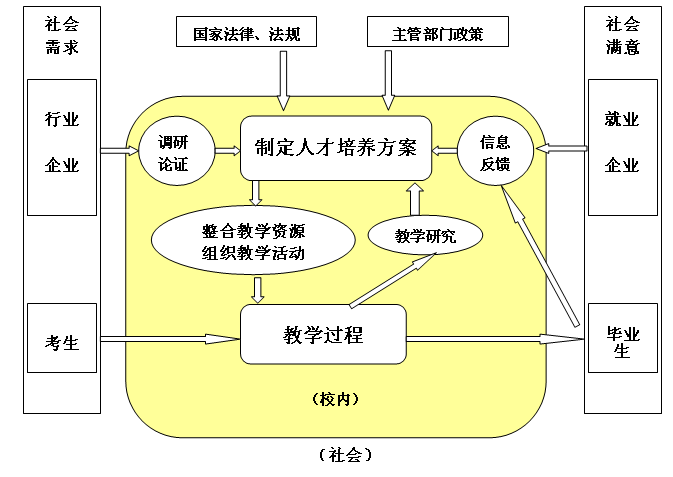 社会
需求
国家法律、法规
主管部门政策
社会
满意
行业
企业
调研
论证
制定人才培养方案
信息
反馈
就业
企业
整合教学资源
组织教学活动
教学研究
考生
教学过程
毕业
生
（校内）
（社会）